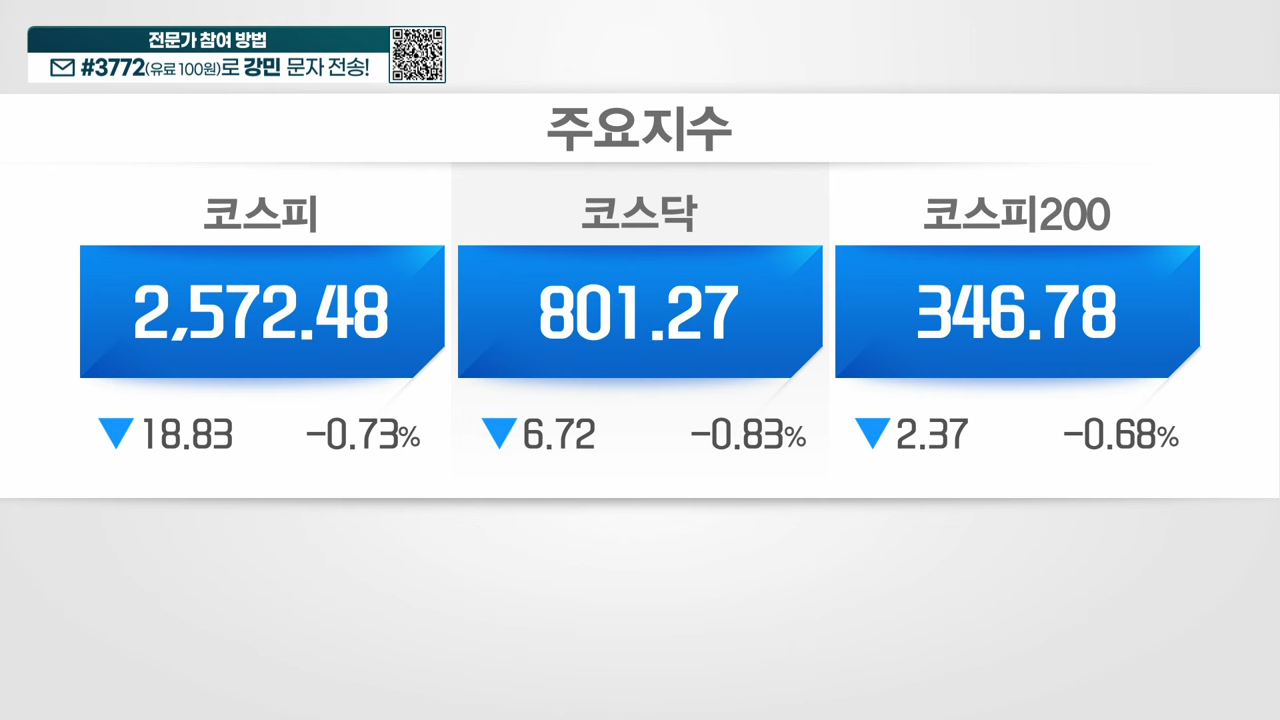 전문가 참여 방법
#3772(유료 100원)로 강민 문자 전송!
주요지수
코스피
2,572.48
▼18.83 -0.73%
코스닥
801.27
▼6.72 -0.83%
코스피200
346.78
▼2.37 -0.68%